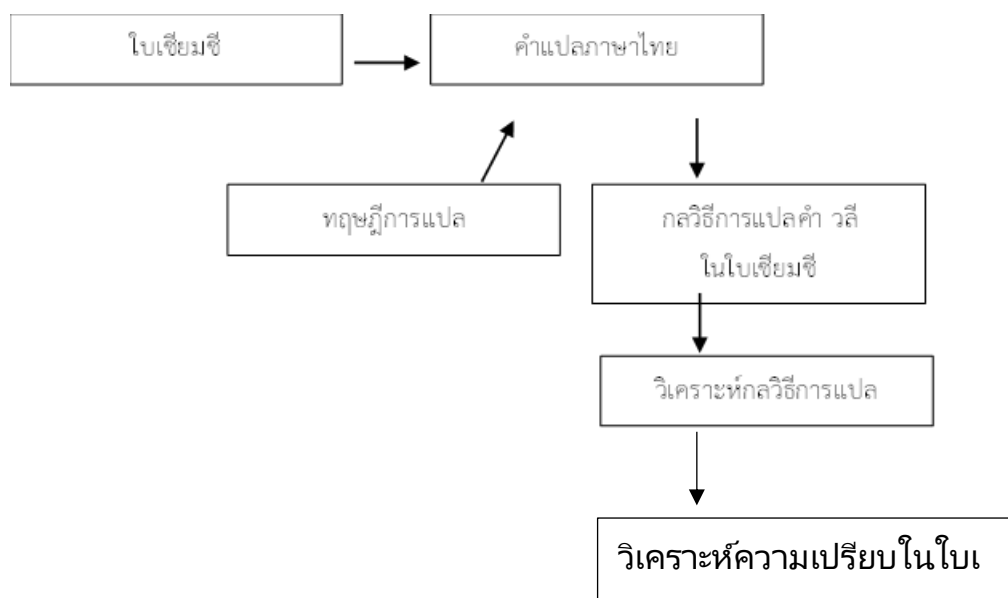 ใบเซียมซี
คำแปลภาษาไทย
ทฤษฎีการแปล
กลวิธีการแปลคำ วลี
ในใบเซียมซี
วิเคราะห์กลวิธีการแปล
วิเคราะห์ความเปรียบในใบเ